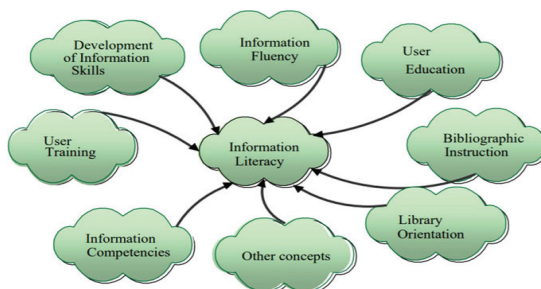 Development
of Information
Skills
Information
Fluency
User
Education
User
Training
Information
Literacy
Bibliographic
Instruction
Information
Competencies
Other concepts
Library
Orientation